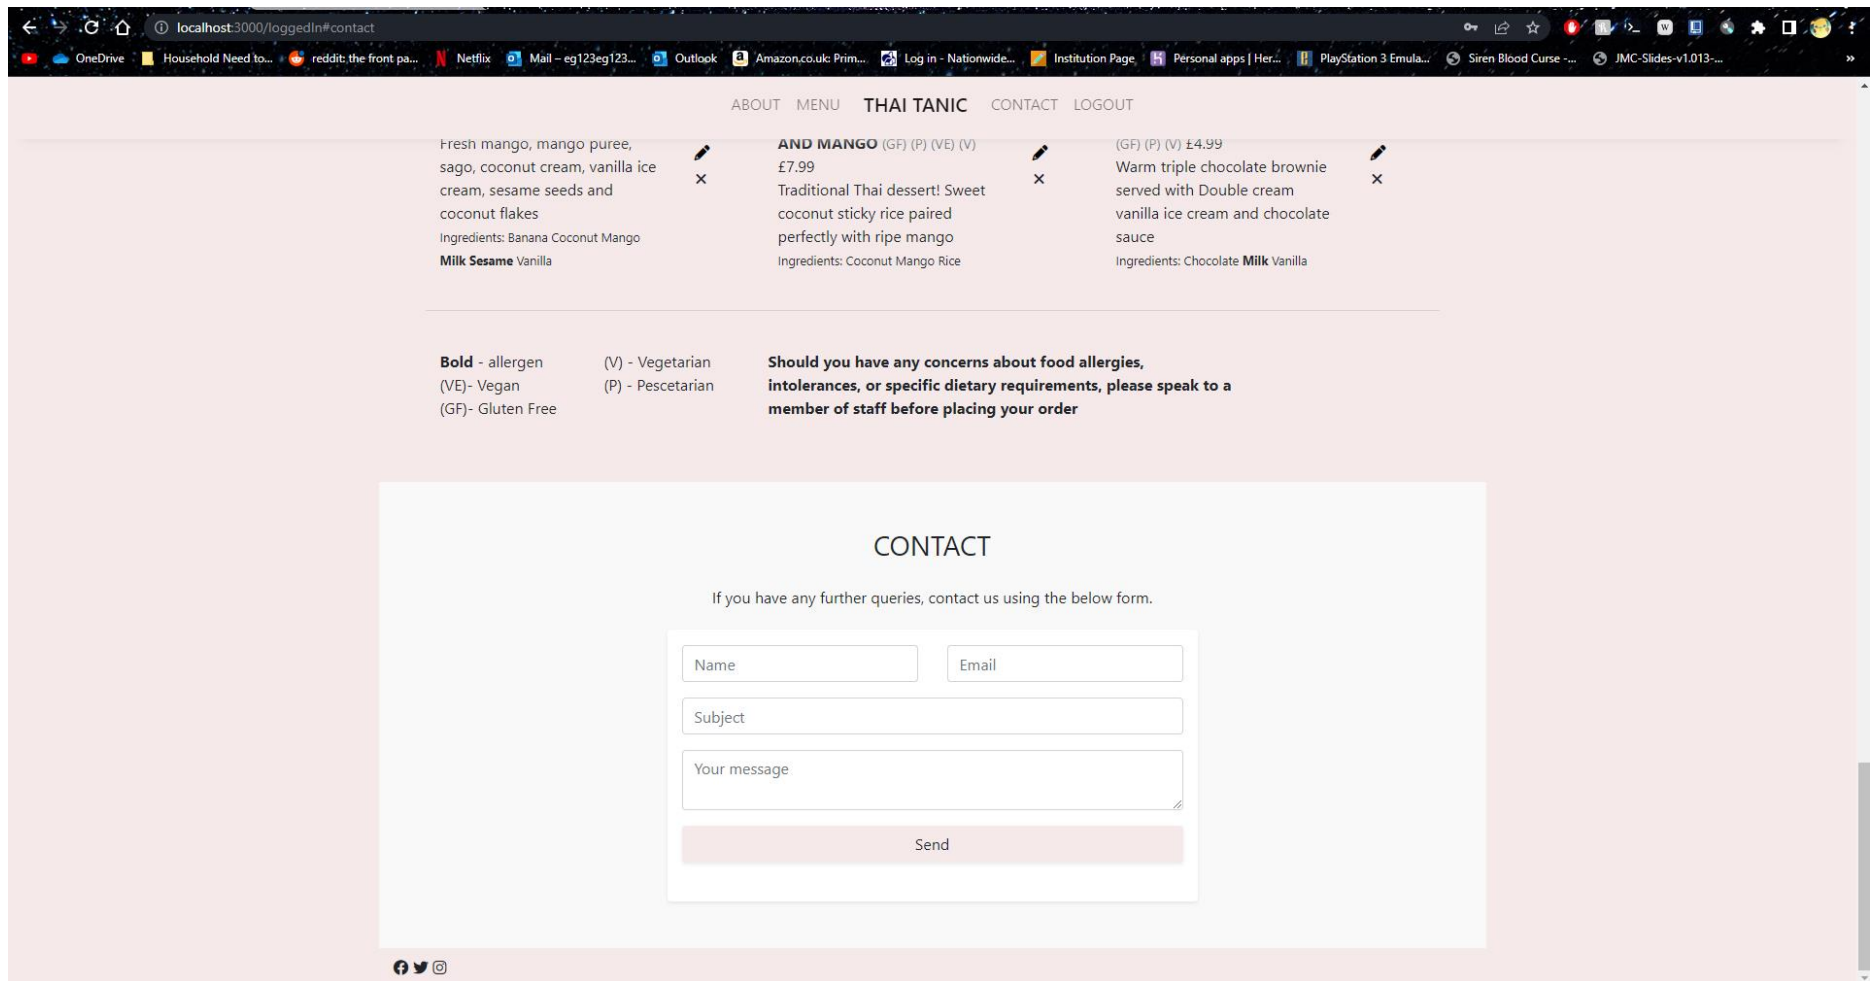 localhost:3000/loggedIn#contact
OneDrive Household Need to... reddit: the front pa... Netflix Mail – eg123eg123... Outlook Amazon.co.uk: Prim... Log in - Nationwide... Institution Page Personal apps | Her... PlayStation 3 Emula... Siren Blood Curse -... JMC-Slides-v1.013-... »
ABOUT MENU THAI TANIC CONTACT LOGOUT
Fresh mango, mango puree,
sago, coconut cream, vanilla ice
cream, sesame seeds and
coconut flakes
Ingredients: Banana Coconut Mango
Milk Sesame Vanilla
AND MANGO (GF) (P) (VE) (V)
£7.99
Traditional Thai dessert! Sweet
coconut sticky rice paired
perfectly with ripe mango
Ingredients: Coconut Mango Rice
(GF) (P) (V) £4.99
Warm triple chocolate brownie
served with Double cream
vanilla ice cream and chocolate
sauce
Ingredients: Chocolate Milk Vanilla
Bold - allergen
(VE)- Vegan
(GF)- Gluten Free
(V) - Vegetarian
(P) - Pescetarian
Should you have any concerns about food allergies,
intolerances, or specific dietary requirements, please speak to a
member of staff before placing your order
CONTACT
If you have any further queries, contact us using the below form.
Name
Email
Subject
Your message
Send